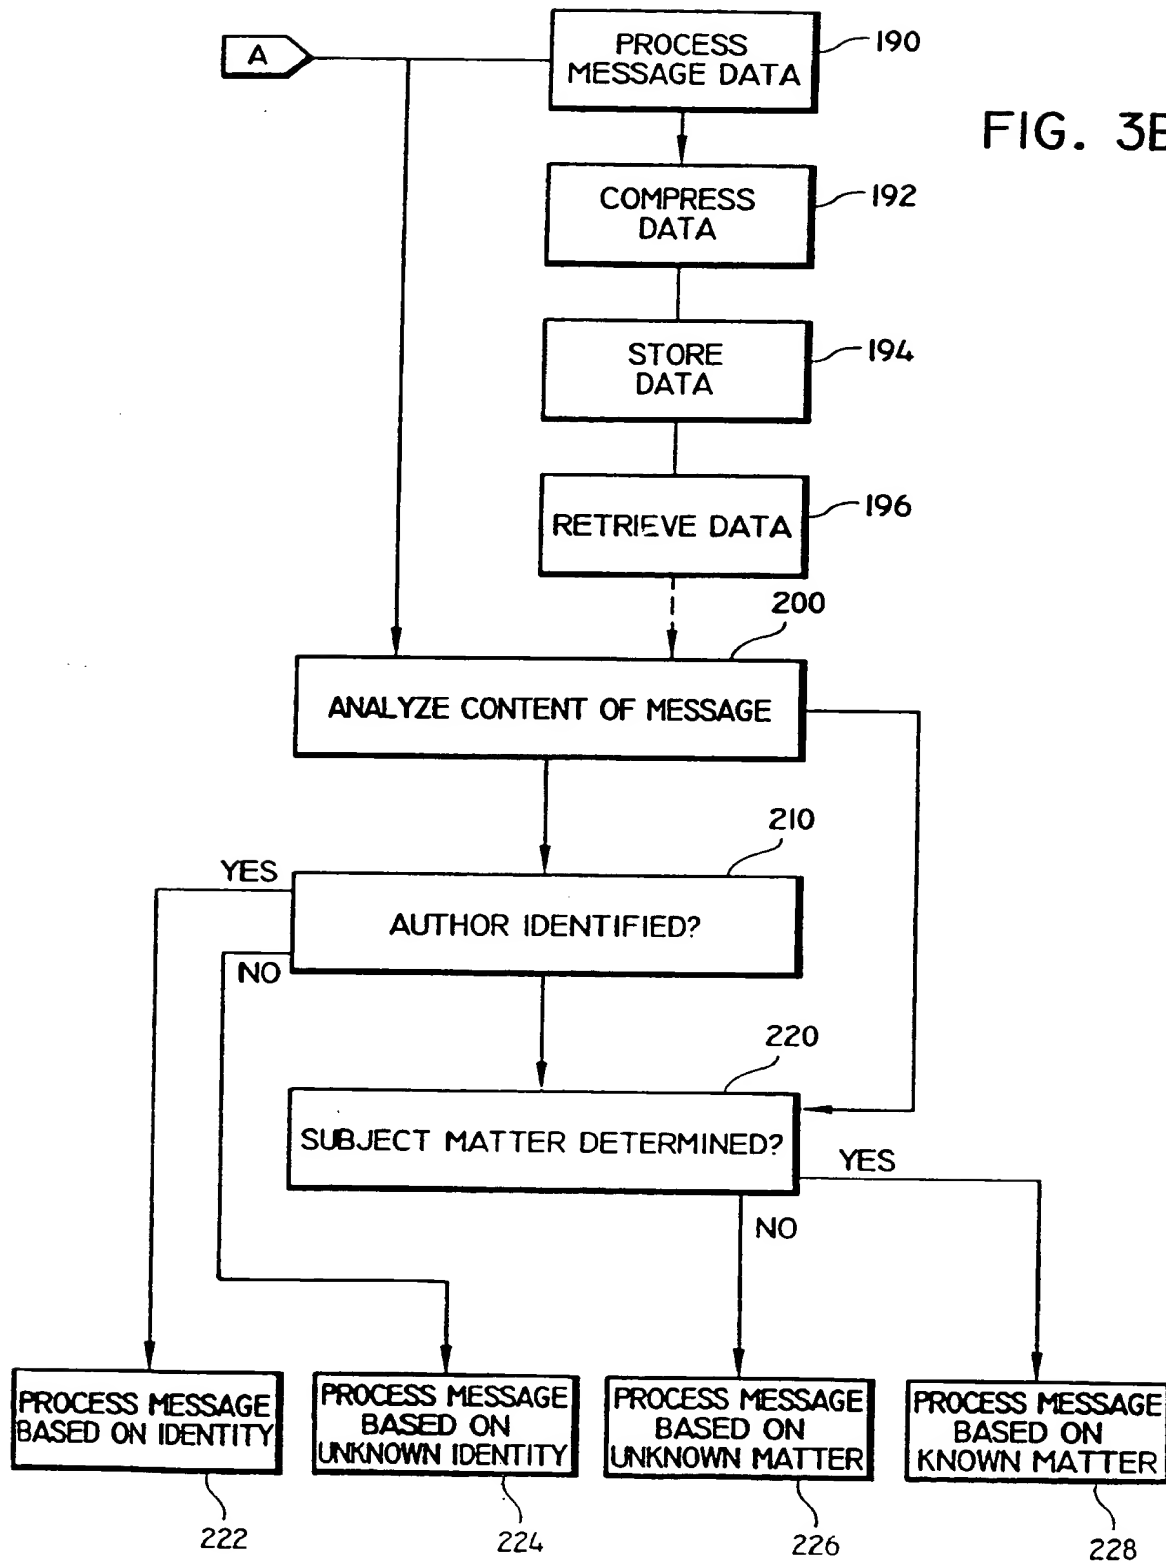 A
PROCESS
MESSAGE DATA
190
FIG. 3B
COMPRESS
DATA
192
STORE
DATA
194
RETRIEVE DATA
196
200
ANALYZE CONTENT OF MESSAGE
210
YES
AUTHOR IDENTIFIED?
NO
220
SUBJECT MATTER DETERMINED?
YES
NO
PROCESS MESSAGE
BASED ON IDENTITY
PROCESS MESSAGE
BASED ON
UNKNOWN IDENTITY
PROCESS MESSAGE
BASED ON
UNKNOWN MATTER
PROCESS MESSAGE
BASED ON
KNOWN MATTER
222
224
226
228